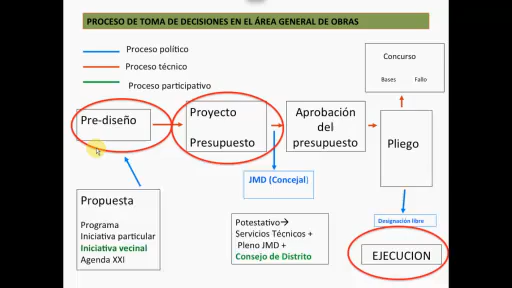 PROCESO DE TOMA DE DECISIONES EN EL ÁREA GENERAL DE OBRAS
Proceso político
Proceso técnico
Proceso participativo
Concurso
Bases Fallo
Pre-diseño
Proyecto
Presupuesto
Aprobación
del
presupuesto
Pliego
JMD (Concejal)
Propuesta
Programa
Iniciativa particular
Iniciativa vecinal
Agenda XXI
Potestativo→
Servicios Técnicos +
Pleno JMD +
Consejo de Distrito
Designación libre
EJECUCION